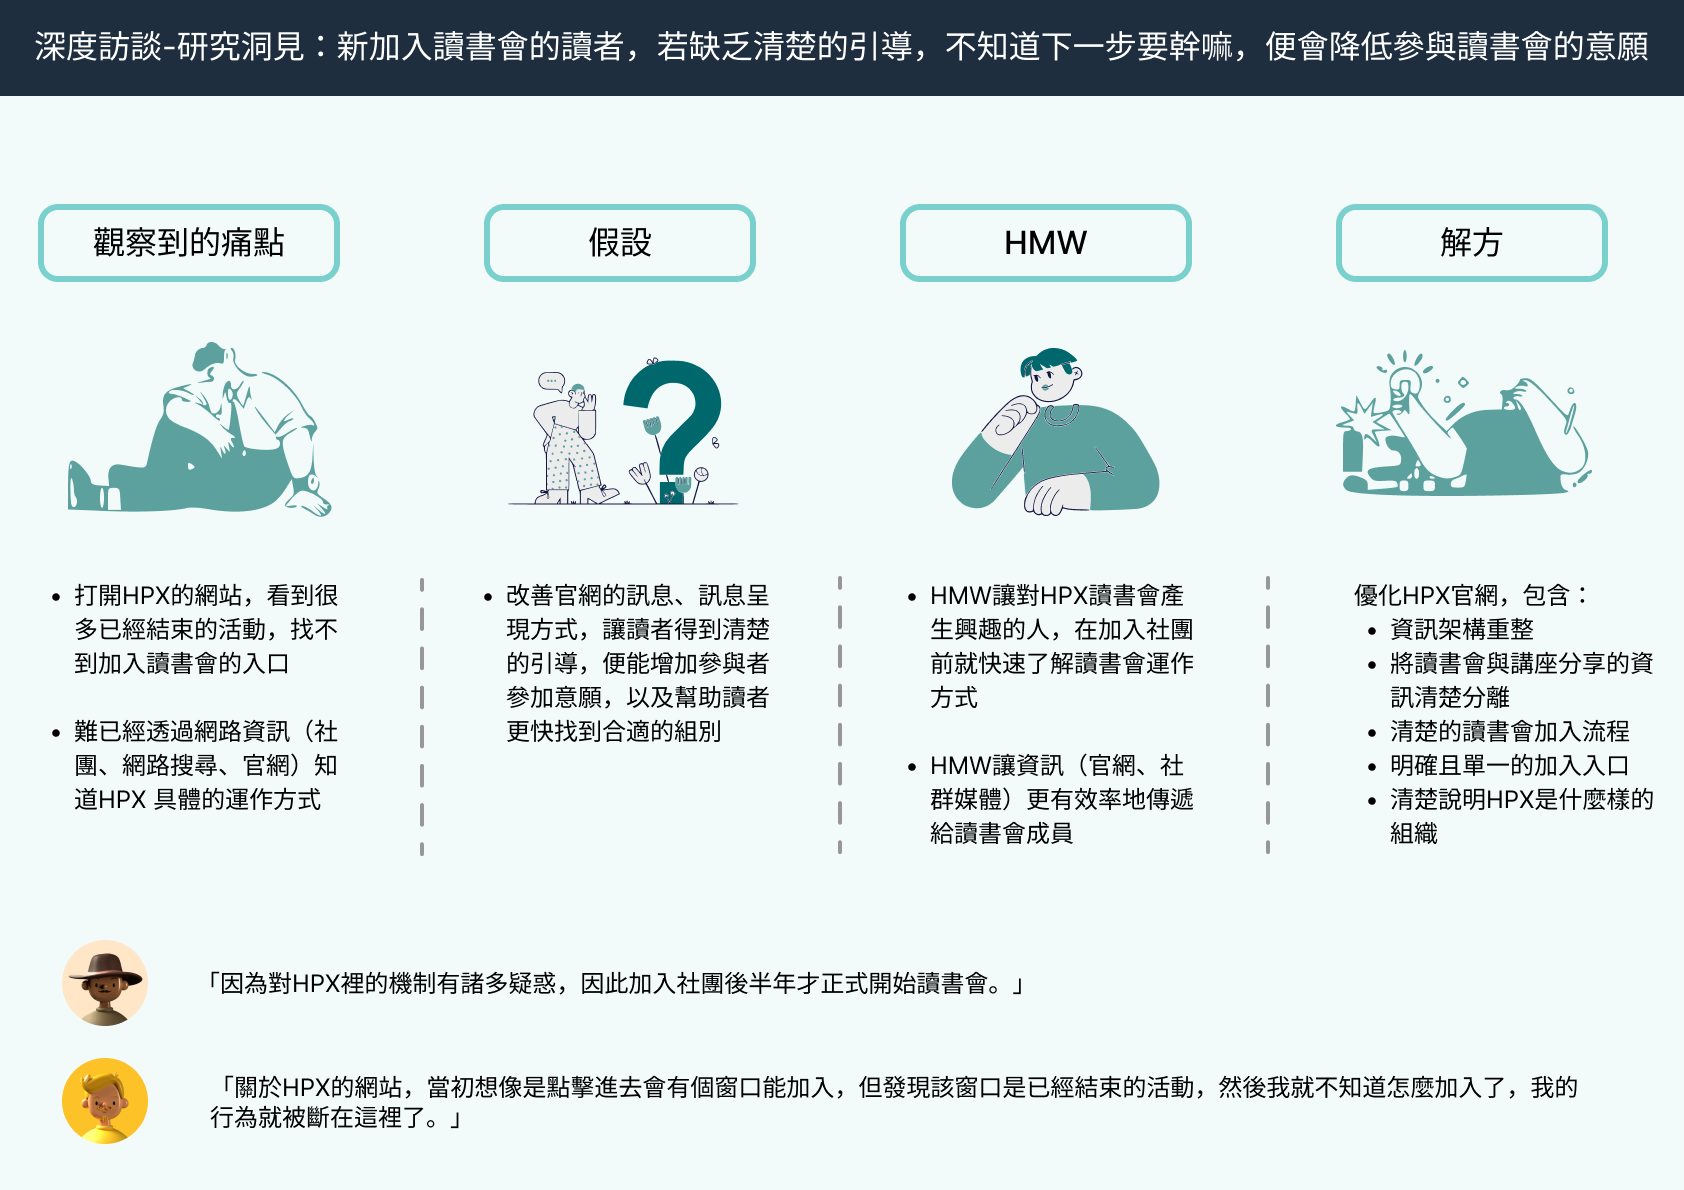 深度訪談-研究洞見：新加入讀書會的讀者，若缺乏清楚的引導，不知道下一步要幹嘛，便會降低參與讀書會的意願
觀察到的痛點
假設
HMW
解方
• 打開HPX的網站，看到很
多已經結束的活動，找不
到加入讀書會的入口
• 難已經透過網路資訊（社
團、網路搜尋、官網）知
道HPX 具體的運作方式
• 改善官網的訊息、訊息呈
現方式，讓讀者得到清楚
的引導，便能增加參與者
參加意願，以及幫助讀者
更快找到合適的組別
• HMW讓對HPX讀書會產
生興趣的人，在加入社團
前就快速了解讀書會運作
方式
• HMW讓資訊（官網、社
群媒體）更有效率地傳遞
給讀書會成員
優化HPX官網，包含：
• 資訊架構重整
• 將讀書會與講座分享的資
訊清楚分離
• 清楚的讀書會加入流程
• 明確且單一的加入入口
• 清楚說明HPX是什麼樣的
組織
「因為對HPX裡的機制有諸多疑惑，因此加入社團後半年才正式開始讀書會。」
「關於HPX的網站，當初想像是點擊進去會有個窗口能加入，但發現該窗口是已經結束的活動，然後我就不知道怎麼加入了，我的
行為就被斷在這裡了。」